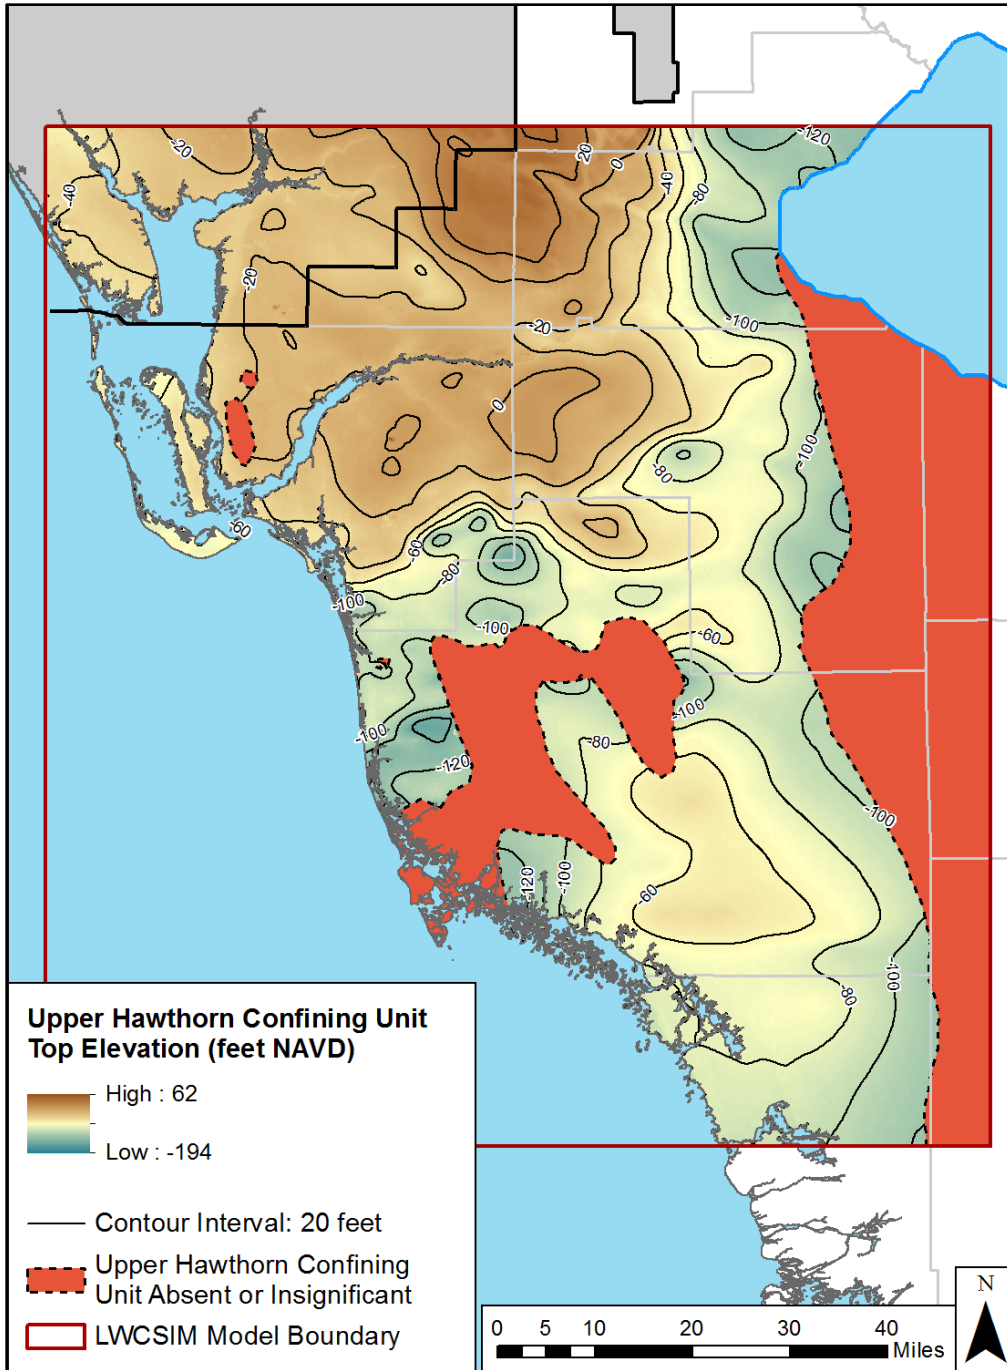 -120
-20
20
0
-40
-40
-80
-20
-100
-20
0
-100
-80
-60
-60
-80
-100
-100
-60
-100
-100
-80
-120
-100
-120
-100
-60
-100
-80
Upper Hawthorn Confining Unit
Top Elevation (feet NAVD)
High : 62
Low : -194
Contour Interval: 20 feet
Upper Hawthorn Confining
Unit Absent or Insignificant
LWCSIM Model Boundary
0 5 10 20 30 40
Miles
N